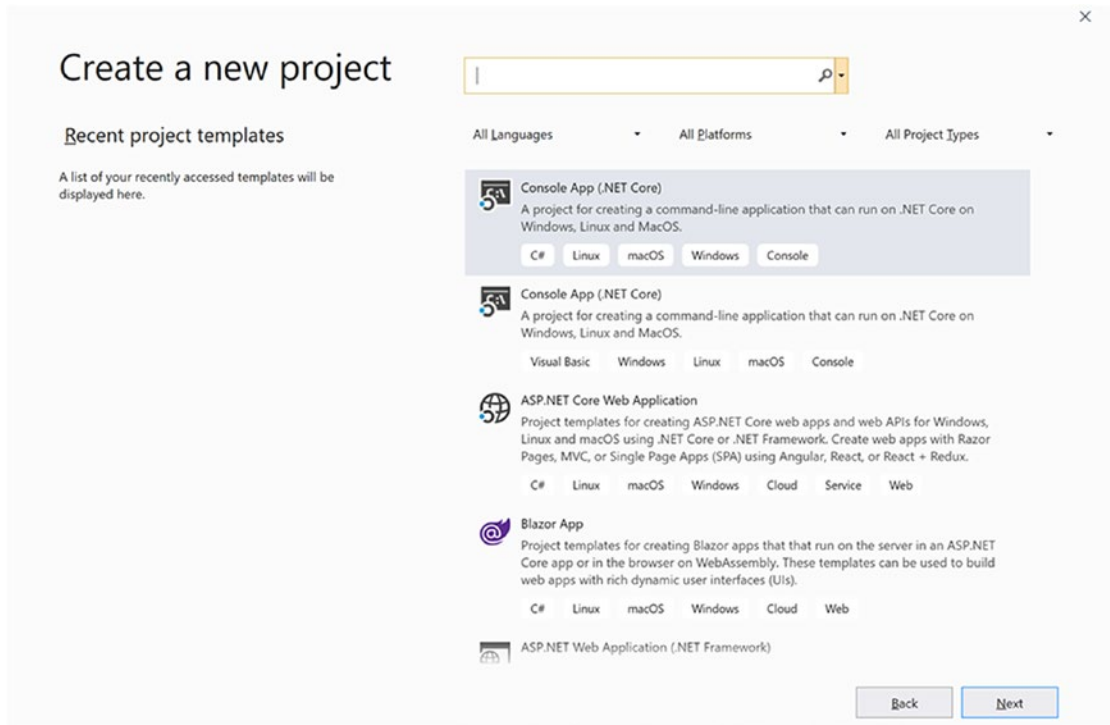 Create a new project
Recent project templates
A list of your recently accessed templates will be
displayed here.
All Languages All Platforms All Project Types
Console App (.NET Core)
A project for creating a command-line application that can run on .NET Core on
Windows, Linux and MacOS.
C# Linux macOS Windows Console
Console App (.NET Core)
A project for creating a command-line application that can run on .NET Core on
Windows, Linux and MacOS.
Visual Basic Windows Linux macOS Console
ASP.NET Core Web Application
Project templates for creating ASP.NET Core web apps and web APIs for Windows,
Linux and macOS using .NET Core or .NET Framework. Create web apps with Razor
Pages, MVC, or Single Page Apps (SPA) using Angular, React, or React + Redux.
C# Linux macOS Windows Cloud Service Web
Blazor App
Project templates for creating Blazor apps that that run on the server in an ASP.NET
Core app or in the browser on WebAssembly. These templates can be used to build
web apps with rich dynamic user interfaces (UIs).
C# Linux macOS Windows Cloud Web
ASP.NET Web Application (.NET Framework)
Back Next